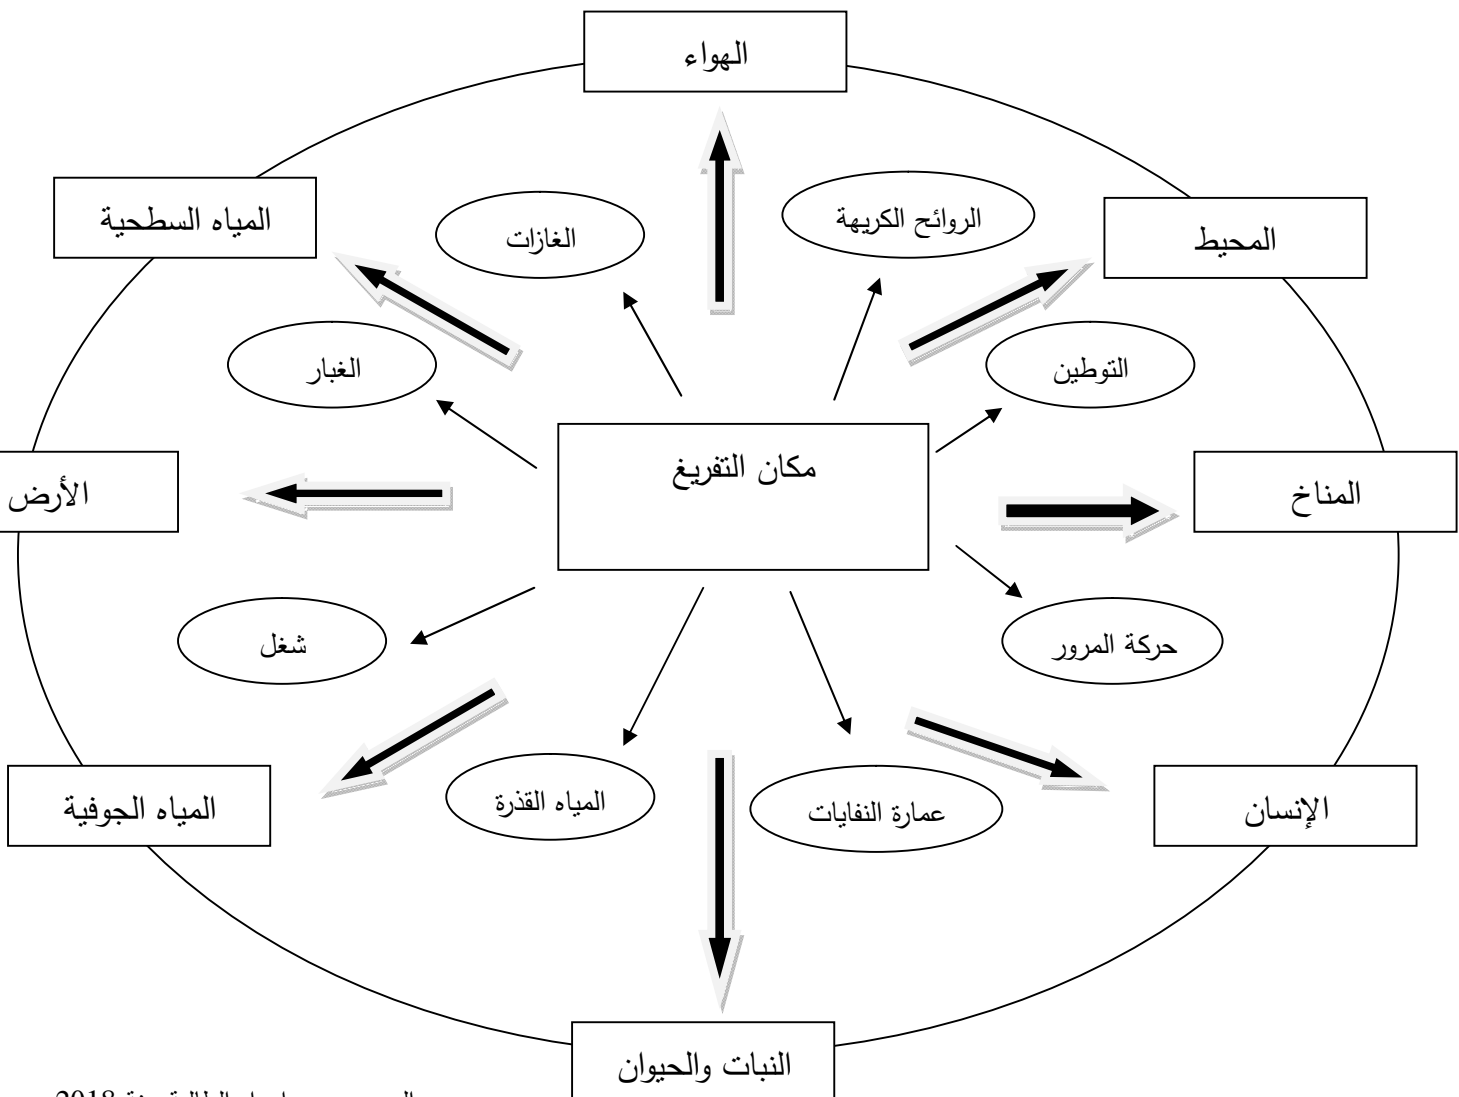 الهواء
المياه السطحية
المحيط
الغازات
الروائح الكريهة
الغبار
التوطين
مكان التفريغ
الأرض
المناخ
شغل
حركة المرور
المياه الجوفية
المياه القذرة
عمارة النفايات
الإنسان
النبات والحيوان
2018